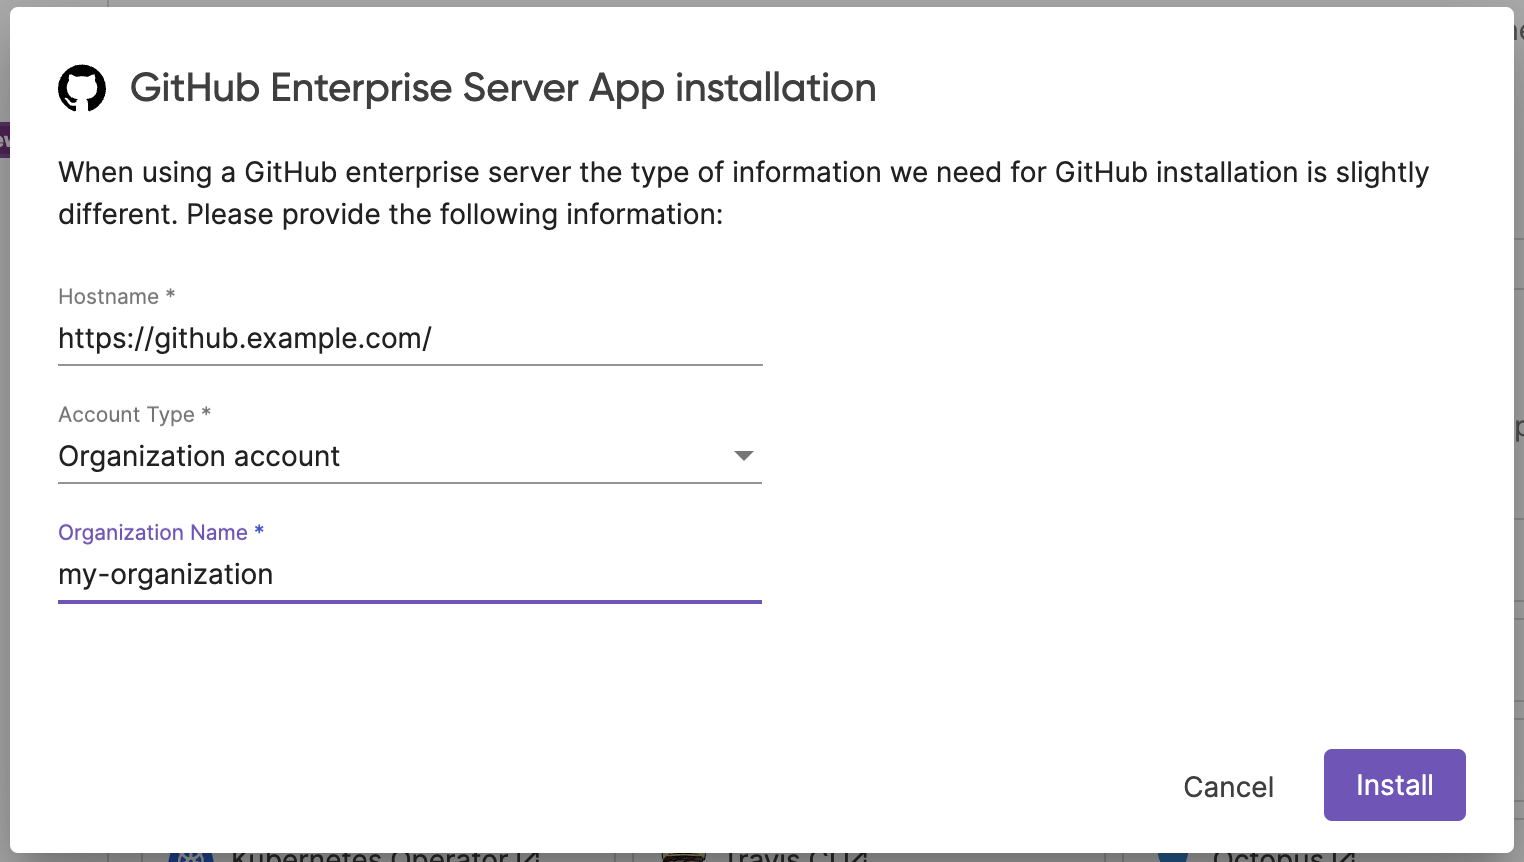 GitHub Enterprise Server App installation
When using a GitHub enterprise server the type of information we need for GitHub installation is slightly
different. Please provide the following information:
Hostname *
https://github.example.com/
Account Type *
Organization account
Organization Name *
my-organization
Cancel
Install
Kubernetes Operator
Travis CI
Octopus